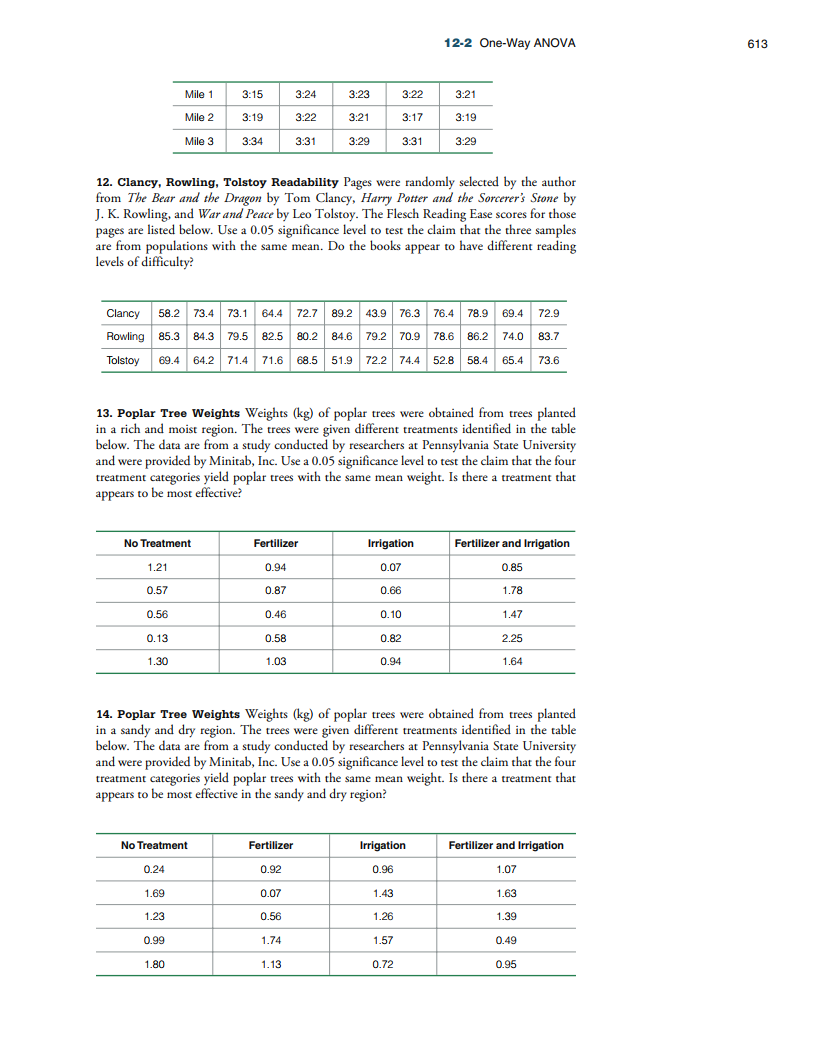 12-2 One-Way ANOVA 613
Mile 1 3:15 3:24 3:23 3:22 3:21
Mile 2 3:19 3:22 3:21 3:17 3:19
Mile 3 3:34 3:31 3:29 3:31 3:29
12. Clancy, Rowling, Tolstoy Readability Pages were randomly selected by the author
from The Bear and the Dragon by Tom Clancy, Harry Potter and the Sorcerer's Stone by
J. K. Rowling, and War and Peace by Leo Tolstoy. The Flesch Reading Ease scores for those
pages are listed below. Use a 0.05 significance level to test the claim that the three samples
are from populations with the same mean. Do the books appear to have different reading
levels of difficulty?
Clancy 58.2 73.4 73.1 64.4 72.7 89.2 43.9 76.3 76.4 78.9 69.4 72.9
Rowling 85.3 84.3 79.5 82.5 80.2 84.6 79.2 70.9 78.6 86.2 74.0 83.7
Tolstoy 69.4 64.2 71.4 71.6 68.5 51.9 72.2 74.4 52.8 58.4 65.4 73.6
13. Poplar Tree Weights Weights (kg) of poplar trees were obtained from trees planted
in a rich and moist region. The trees were given different treatments identified in the table
below. The data are from a study conducted by researchers at Pennsylvania State University
and were provided by Minitab, Inc. Use a 0.05 significance level to test the claim that the four
treatment categories yield poplar trees with the same mean weight. Is there a treatment that
appears to be most effective?
No Treatment Fertilizer Irrigation Fertilizer and Irrigation
1.21 0.94 0.07 0.85
0.57 0.87 0.66 1.78
0.56 0.46 0.10 1.47
0.13 0.58 0.82 2.25
1.30 1.03 0.94 1.64
14. Poplar Tree Weights Weights (kg) of poplar trees were obtained from trees planted
in a sandy and dry region. The trees were given different treatments identified in the table
below. The data are from a study conducted by researchers at Pennsylvania State University
and were provided by Minitab, Inc. Use a 0.05 significance level to test the claim that the four
treatment categories yield poplar trees with the same mean weight. Is there a treatment that
appears to be most effective in the sandy and dry region?
No Treatment Fertilizer Irrigation Fertilizer and Irrigation
0.24 0.92 0.96 1.07
1.69 0.07 1.43 1.63
1.23 0.56 1.26 1.39
0.99 1.74 1.57 0.49
1.80 1.13 0.72 0.95